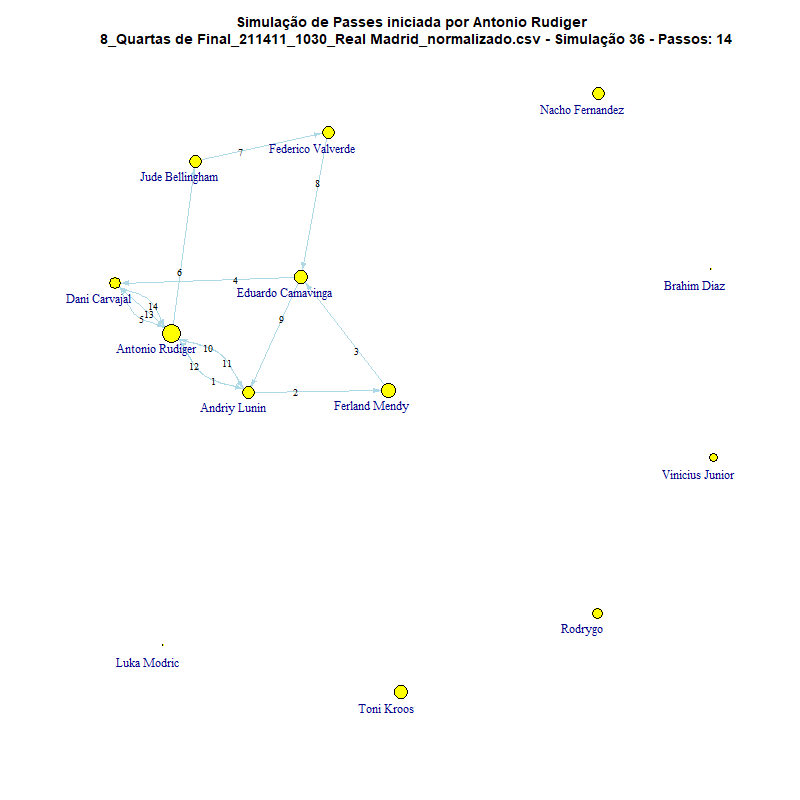 Simulação de Passes iniciada por Antonio Rudiger
8_Quartas de Final_211411_1030_Real Madrid_normalizado.csv - Simulação 36 - Passos: 14
Nacho Fernandez
Federico Valverde
7
Jude Bellingham
8
6
4
Brahim Diaz
Eduardo Camavinga
Dani Carvajal
14
13
5
9
Antonio Rudiger
10
3
11
12
1
2
Andriy Lunin
Ferland Mendy
Vinicius Junior
Rodrygo
Luka Modric
Toni Kroos